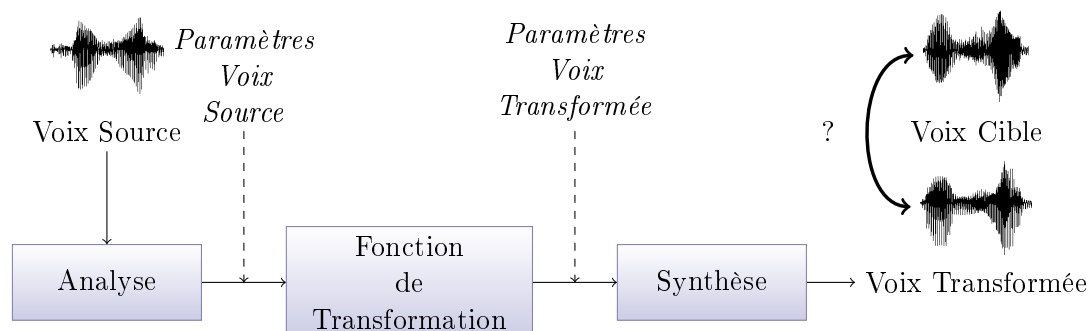 Paramètres
Voix
Source
Voix Source
Paramètres
Voix
Transformée
?
Voix Cible
Analyse
Fonction
de
Transformation
Synthèse
Voix Transformée